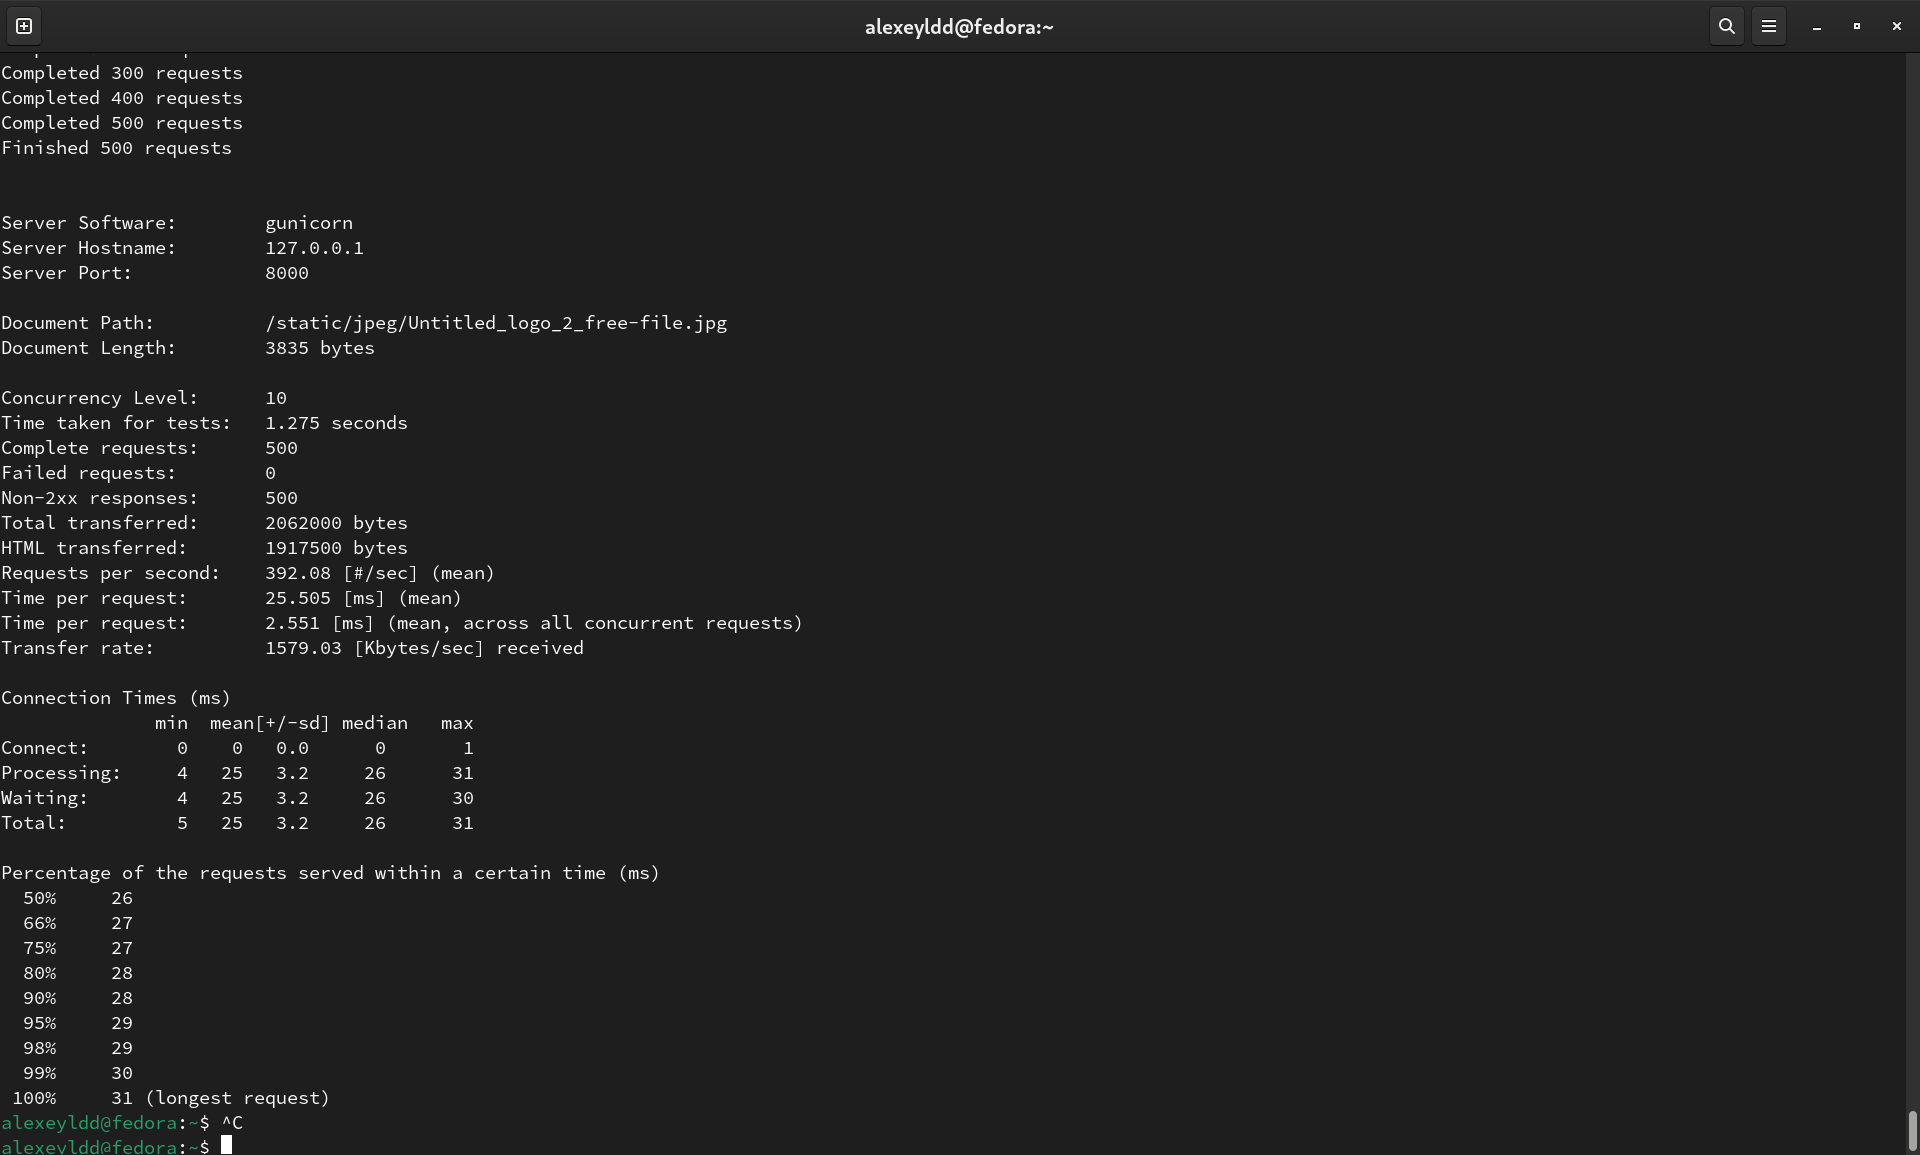 alexeyldd@fedora:~
Completed 300 requests
Completed 400 requests
Completed 500 requests
Finished 500 requests
Server Software:        gunicorn
Server Hostname:        127.0.0.1
Server Port:            8000
Document Path:          /static/jpeg/Untitled_logo_2_free-file.jpg
Document Length:        3835 bytes
Concurrency Level:      10
Time taken for tests:   1.275 seconds
Complete requests:      500
Failed requests:        0
Non-2xx responses:      500
Total transferred:      2062000 bytes
HTML transferred:       1917500 bytes
Requests per second:    392.08 [#/sec] (mean)
Time per request:       25.505 [ms] (mean)
Time per request:       2.551 [ms] (mean, across all concurrent requests)
Transfer rate:          1579.03 [Kbytes/sec] received
Connection Times (ms)
              min  mean[+/-sd] median   max
Connect:        0    0   0.0      0       1
Processing:     4   25   3.2     26      31
Waiting:        4   25   3.2     26      30
Total:          5   25   3.2     26      31
Percentage of the requests served within a certain time (ms)
  50%     26
  66%     27
  75%     27
  80%     28
  90%     28
  95%     29
  98%     29
  99%     30
 100%     31 (longest request)
alexeyldd@fedora:~$ ^C
alexeyldd@fedora:~$